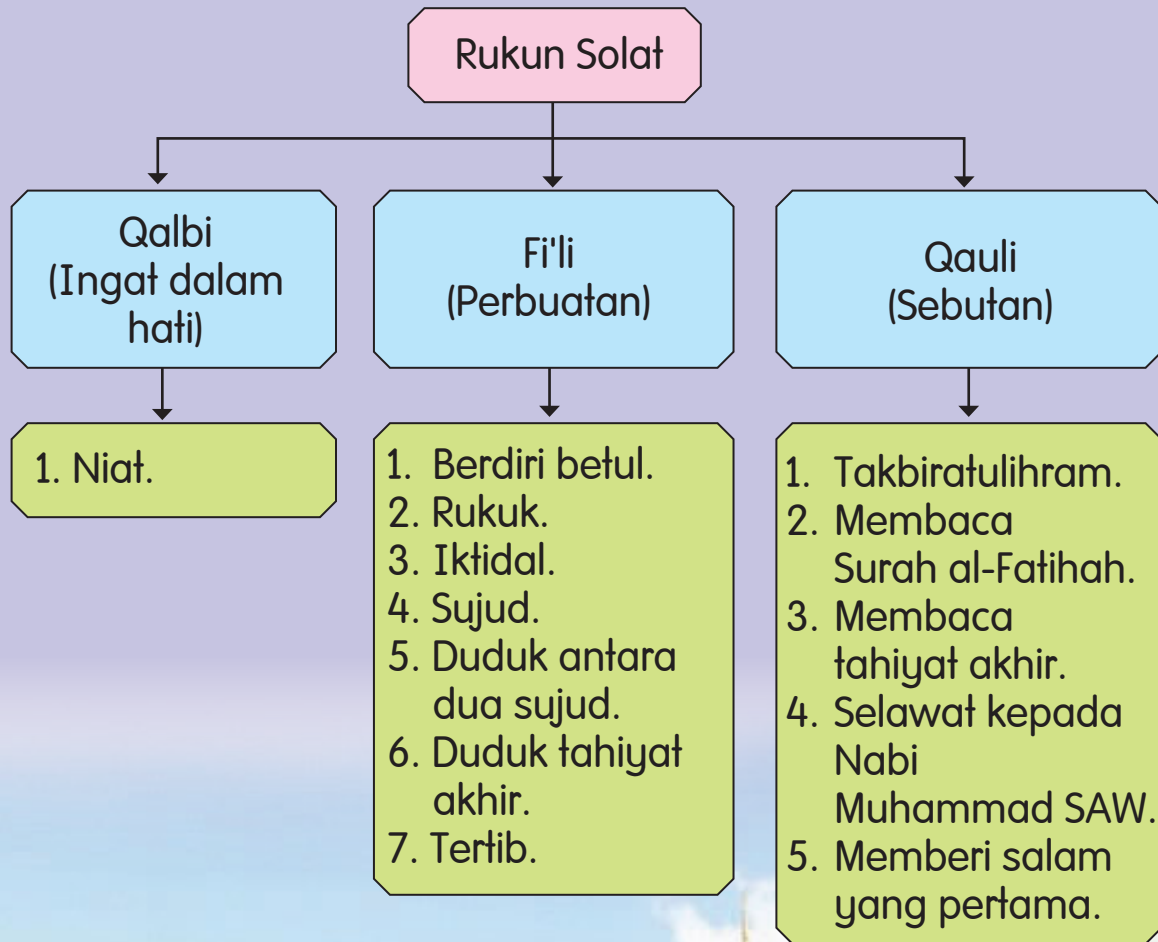 Rukun Solat
Qalbi
(Ingat dalam
hati)
1. Niat.
Fi'li
(Perbuatan)
1. Berdiri betul.
2. Rukuk.
3. Iktidal.
4. Sujud.
5. Duduk antara
dua sujud.
6. Duduk tahiyat
akhir.
7. Tertib.
Qauli
(Sebutan)
1. Takbiratulihram.
2. Membaca
Surah al-Fatihah.
3. Membaca
tahiyat akhir.
4. Selawat kepada
Nabi
Muhammad SAW.
5. Memberi salam
yang pertama.